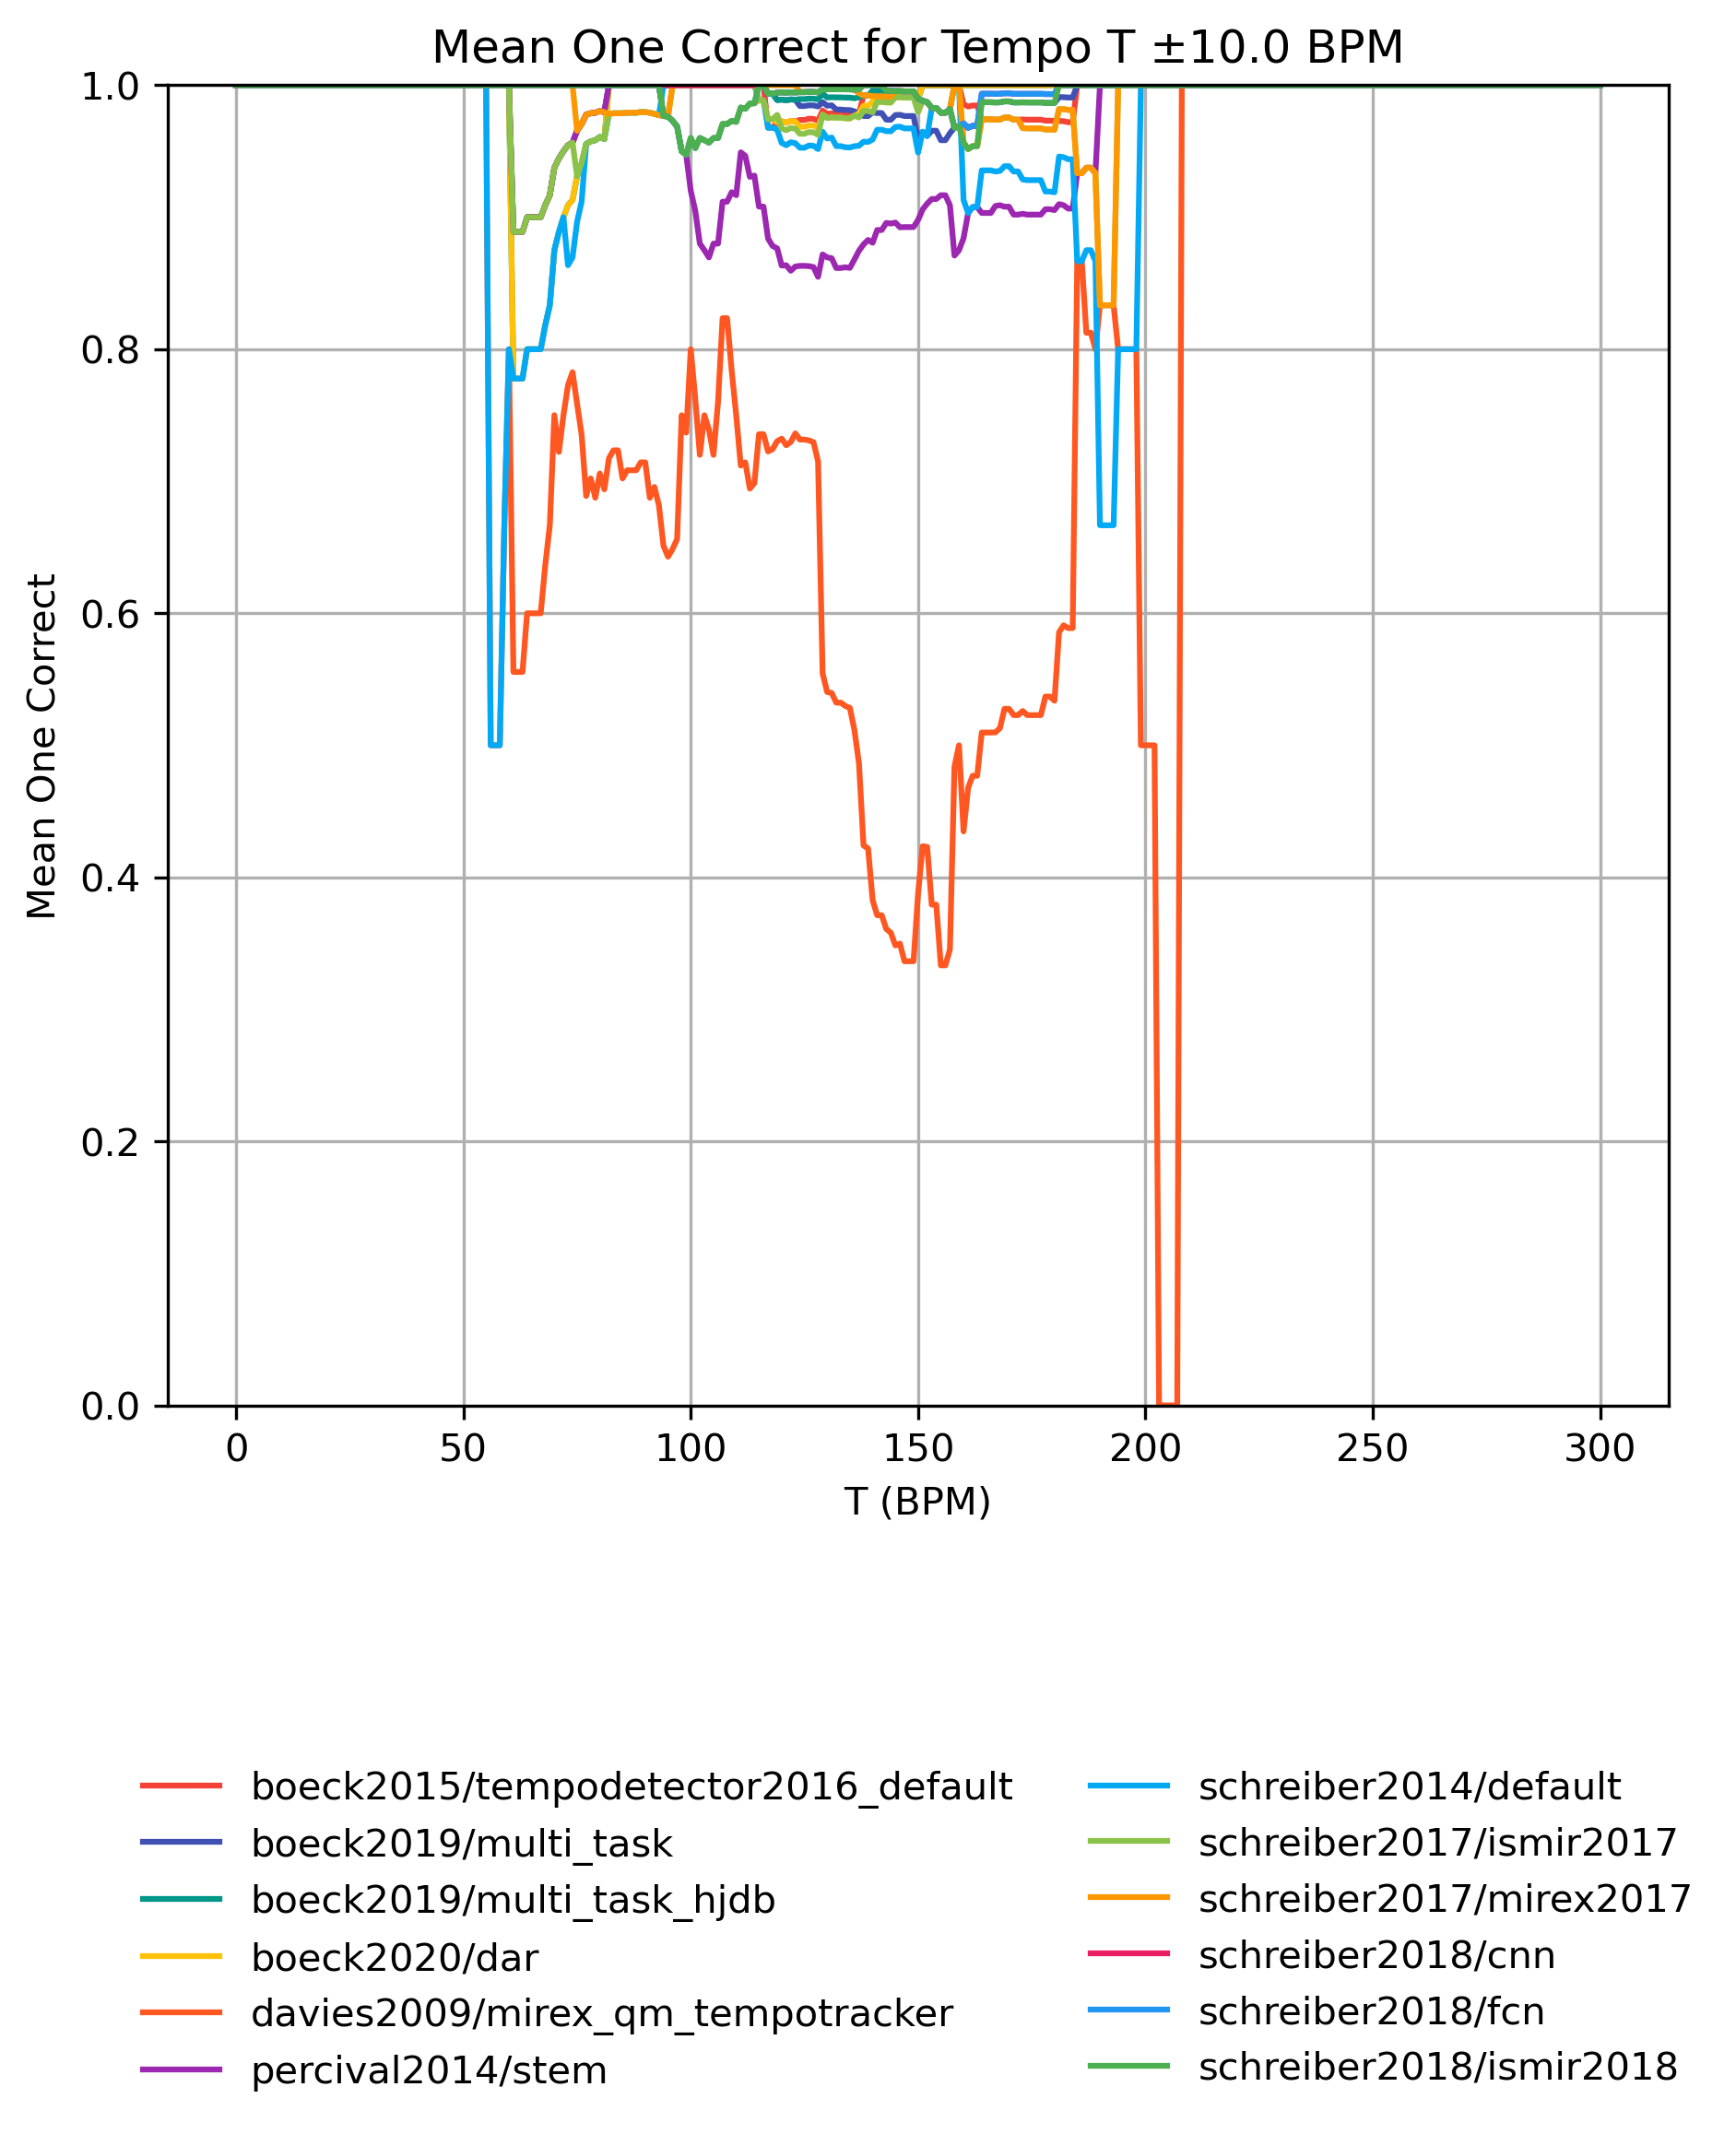 Mean One Correct for Tempo T ±10.0 BPM
1.0
0.8
0.6
0.4
0.2
0.0
Mean One Correct
0 50 100 150 200 250 300
T (BPM)
boeck2015/tempodetector2016_default
boeck2019/multi_task
boeck2019/multi_task_hjdb
boeck2020/dar
davies2009/mirex_qm_tempotracker
percival2014/stem
schreiber2014/default
schreiber2017/ismir2017
schreiber2017/mirex2017
schreiber2018/cnn
schreiber2018/fcn
schreiber2018/ismir2018